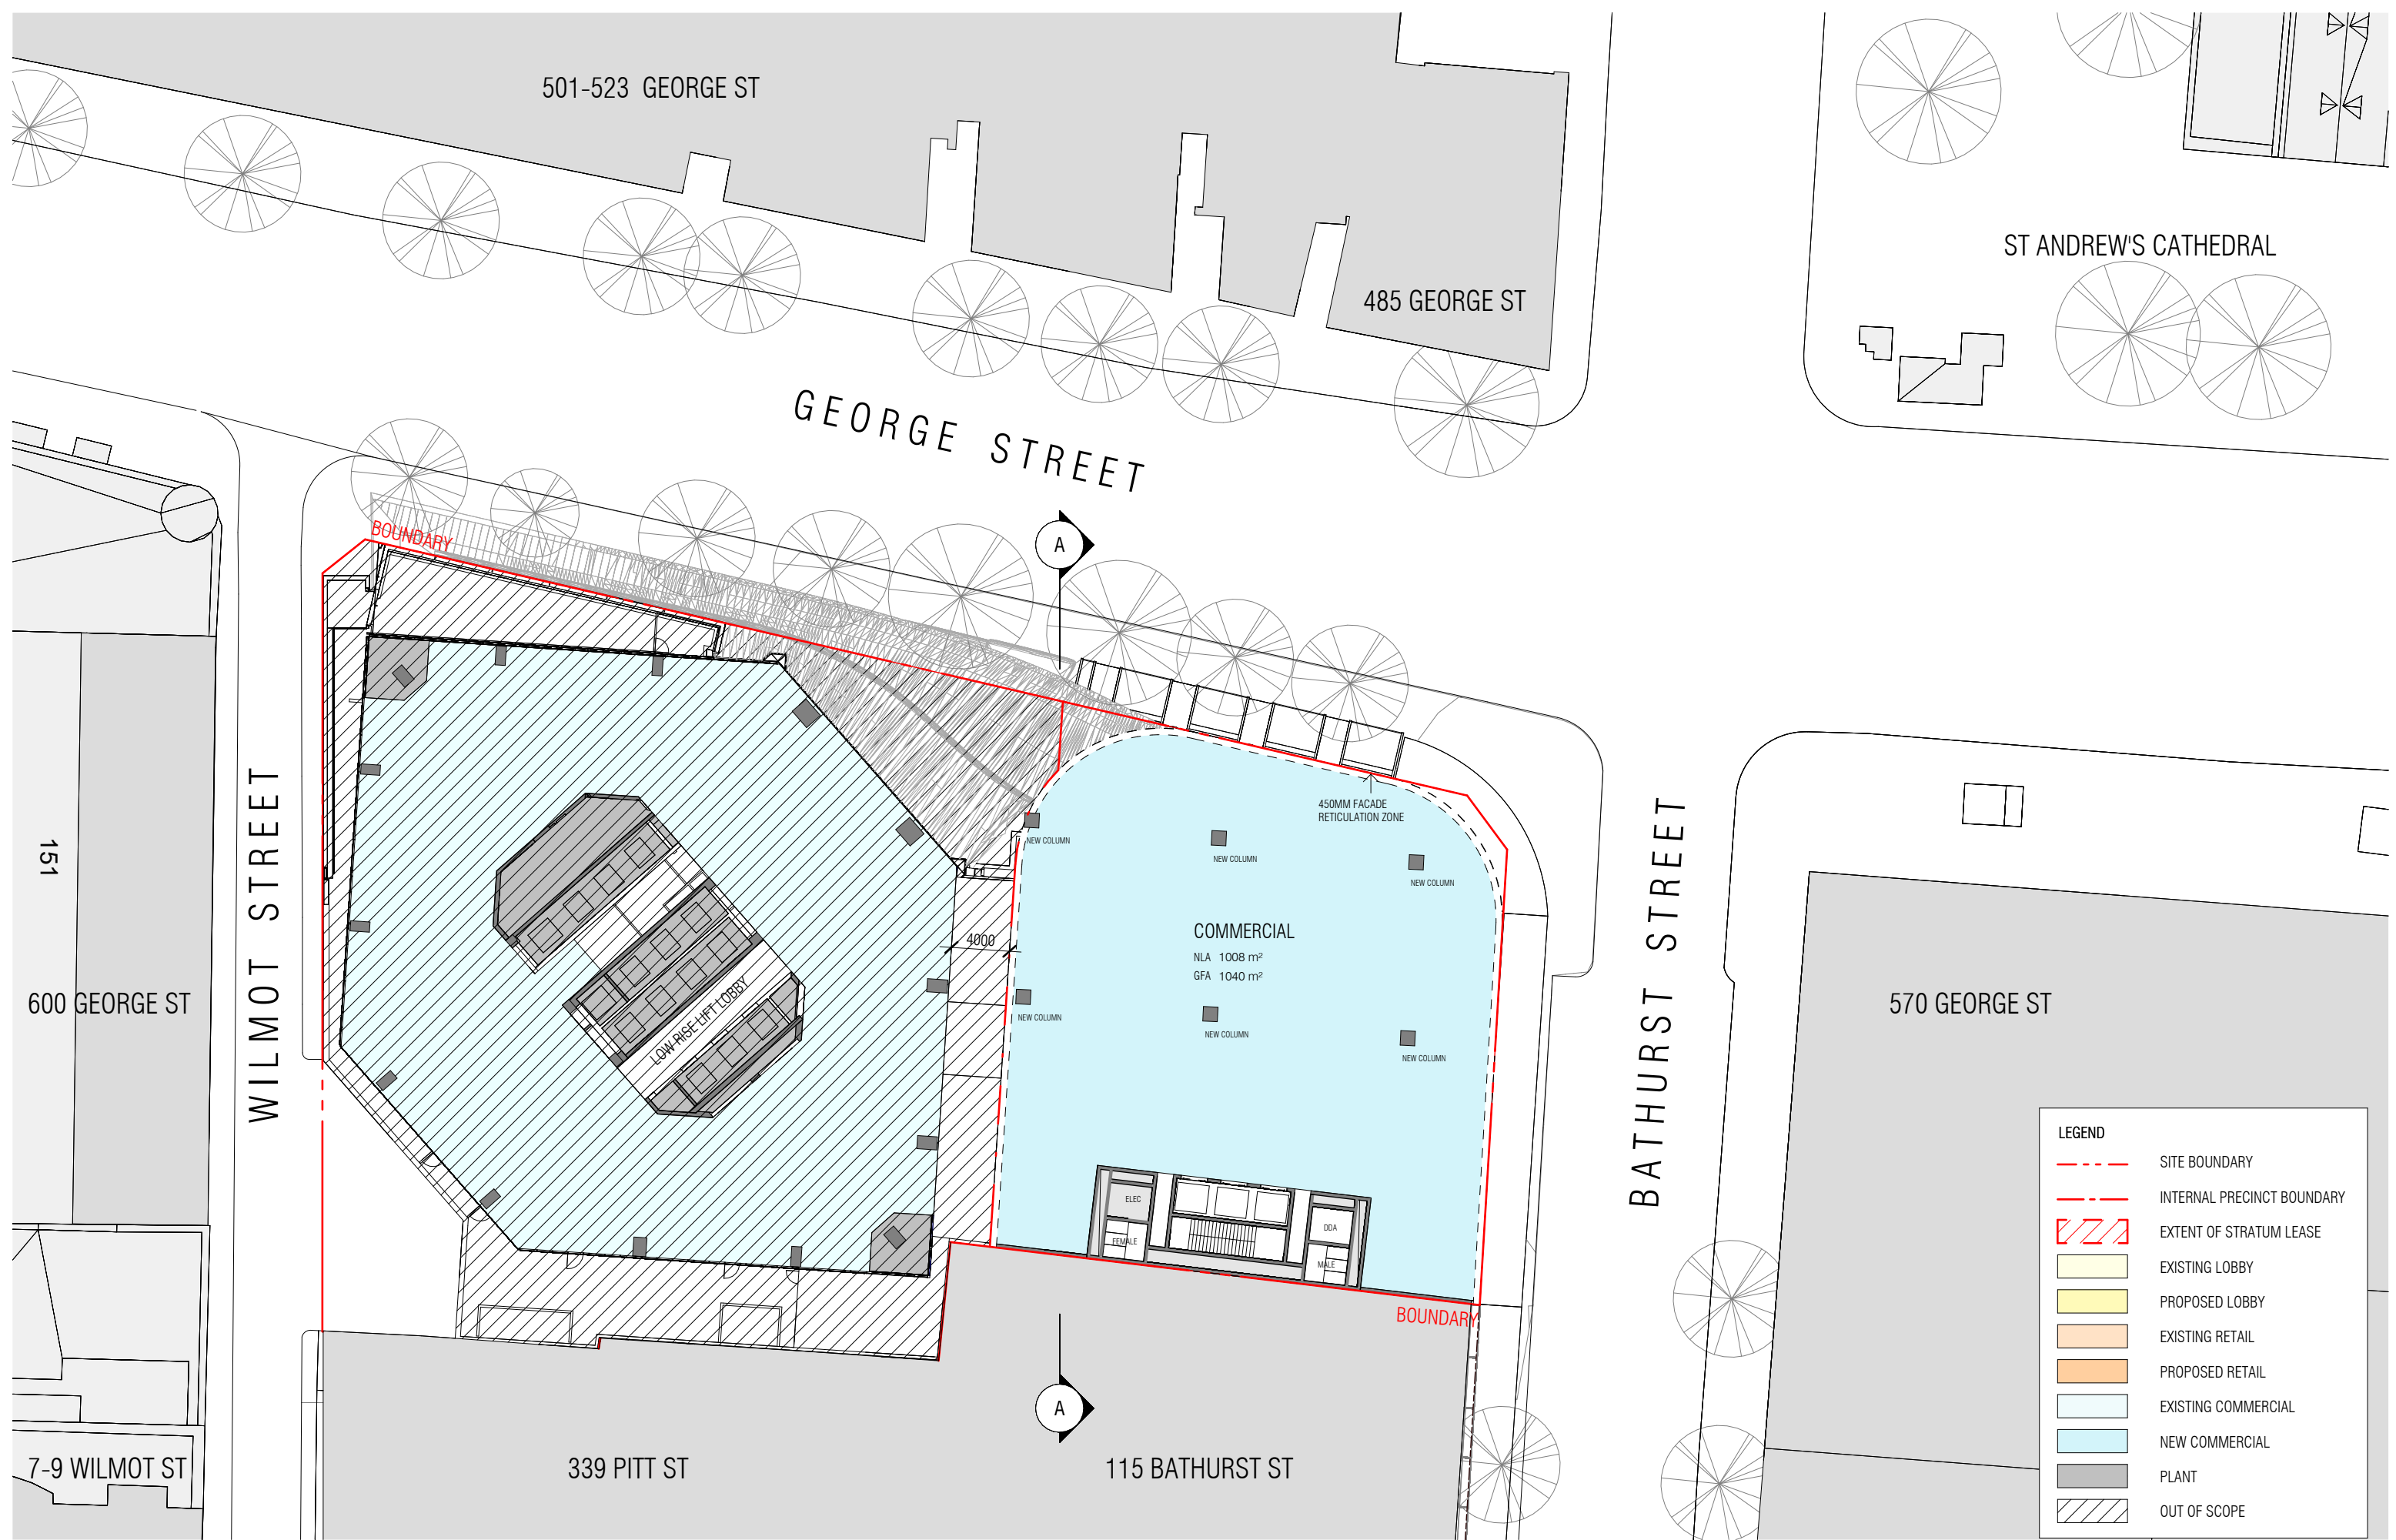 501-523 GEORGE ST
ST ANDREW'S CATHEDRAL
485 GEORGE ST
GEORGE STREET
BOUNDARY
A
450MM FACADE
RETICULATION ZONE
NEW COLUMN
NEW COLUMN
NEW COLUMN
WILMOT STREET
BATHURST STREET
151
COMMERCIAL
NLA 1008 m²
GFA 1040 m²
4000
600 GEORGE ST
570 GEORGE ST
LOW RISE LIFT LOBBY
NEW COLUMN
NEW COLUMN
NEW COLUMN
ELEC
FEMALE
DDA
MALE
BOUNDARY
A
7-9 WILMOT ST
339 PITT ST
115 BATHURST ST
LEGEND
SITE BOUNDARY
INTERNAL PRECINCT BOUNDARY
EXTENT OF STRATUM LEASE
EXISTING LOBBY
PROPOSED LOBBY
EXISTING RETAIL
PROPOSED RETAIL
EXISTING COMMERCIAL
NEW COMMERCIAL
PLANT
OUT OF SCOPE